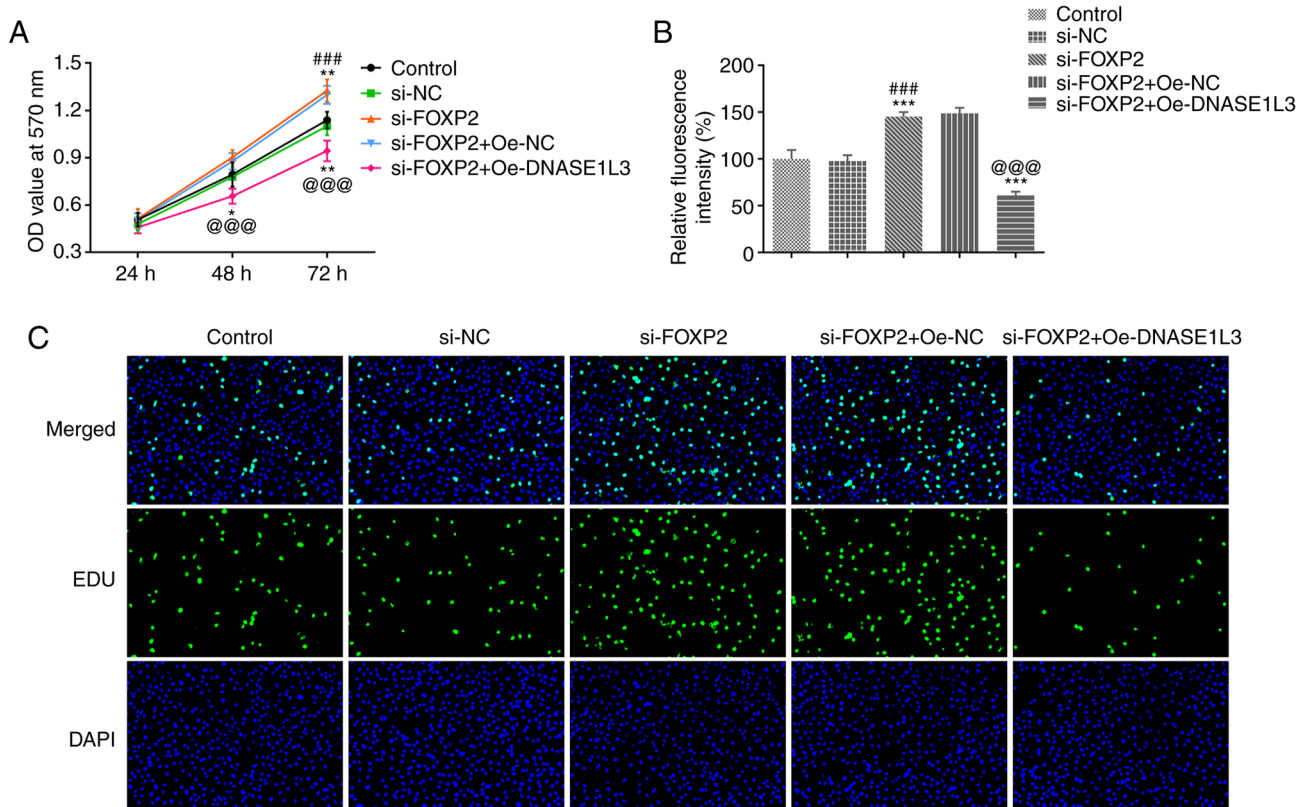 A
OD value at 570 nm
1.5
1.2
0.9
0.6
0.3
24 h
48 h
72 h
###
**
**
@@@
*
@@@
Control
si-NC
si-FOXP2
si-FOXP2+Oe-NC
si-FOXP2+Oe-DNASE1L3
B
Relative fluorescence
intensity (%)
200
150
100
50
0
###
***
@@@
***
Control
si-NC
si-FOXP2
si-FOXP2+Oe-NC
si-FOXP2+Oe-DNASE1L3
C
Control
si-NC
si-FOXP2
si-FOXP2+Oe-NC
si-FOXP2+Oe-DNASE1L3
Merged
EDU
DAPI